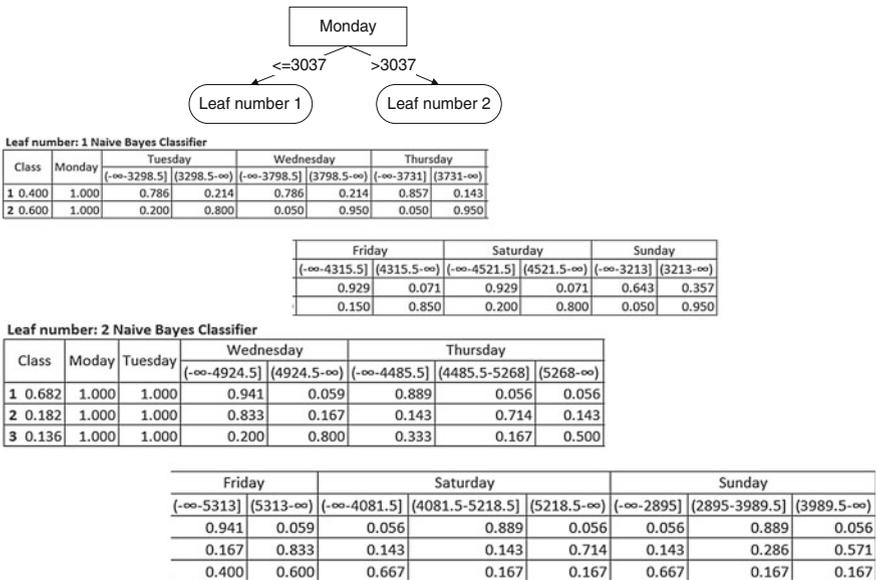 Monday
<=3037 >3037
Leaf number 1 Leaf number 2
Leaf number: 1 Naive Bayes Classifier
Class Monday Tuesday Wednesday Thursday
(-∞-3298.5] (3298.5-∞) (-∞-3798.5] (3798.5-∞) (-∞-3731] (3731-∞)
1 0.400 1.000 0.786 0.214 0.786 0.214 0.857 0.143
2 0.600 1.000 0.200 0.800 0.050 0.950 0.050 0.950
Friday Saturday Sunday
(-∞-4315.5] (4315.5-∞) (-∞-4521.5] (4521.5-∞) (-∞-3213] (3213-∞)
0.929 0.071 0.929 0.071 0.643 0.357
0.150 0.850 0.200 0.800 0.050 0.950
Leaf number: 2 Naive Bayes Classifier
Class Moday Tuesday Wednesday Thursday
(-∞-4924.5] (4924.5-∞) (-∞-4485.5] (4485.5-5268] (5268-∞)
1 0.682 1.000 1.000 0.941 0.059 0.889 0.056 0.056
2 0.182 1.000 1.000 0.833 0.167 0.143 0.714 0.143
3 0.136 1.000 1.000 0.200 0.800 0.333 0.167 0.500
Friday Saturday Sunday
(-∞-5313] (5313-∞) (-∞-4081.5] (4081.5-5218.5] (5218.5-∞) (-∞-2895] (2895-3989.5] (3989.5-∞)
0.941 0.059 0.056 0.889 0.056 0.056 0.889 0.056
0.167 0.833 0.143 0.143 0.714 0.143 0.286 0.571
0.400 0.600 0.667 0.167 0.167 0.667 0.167 0.167